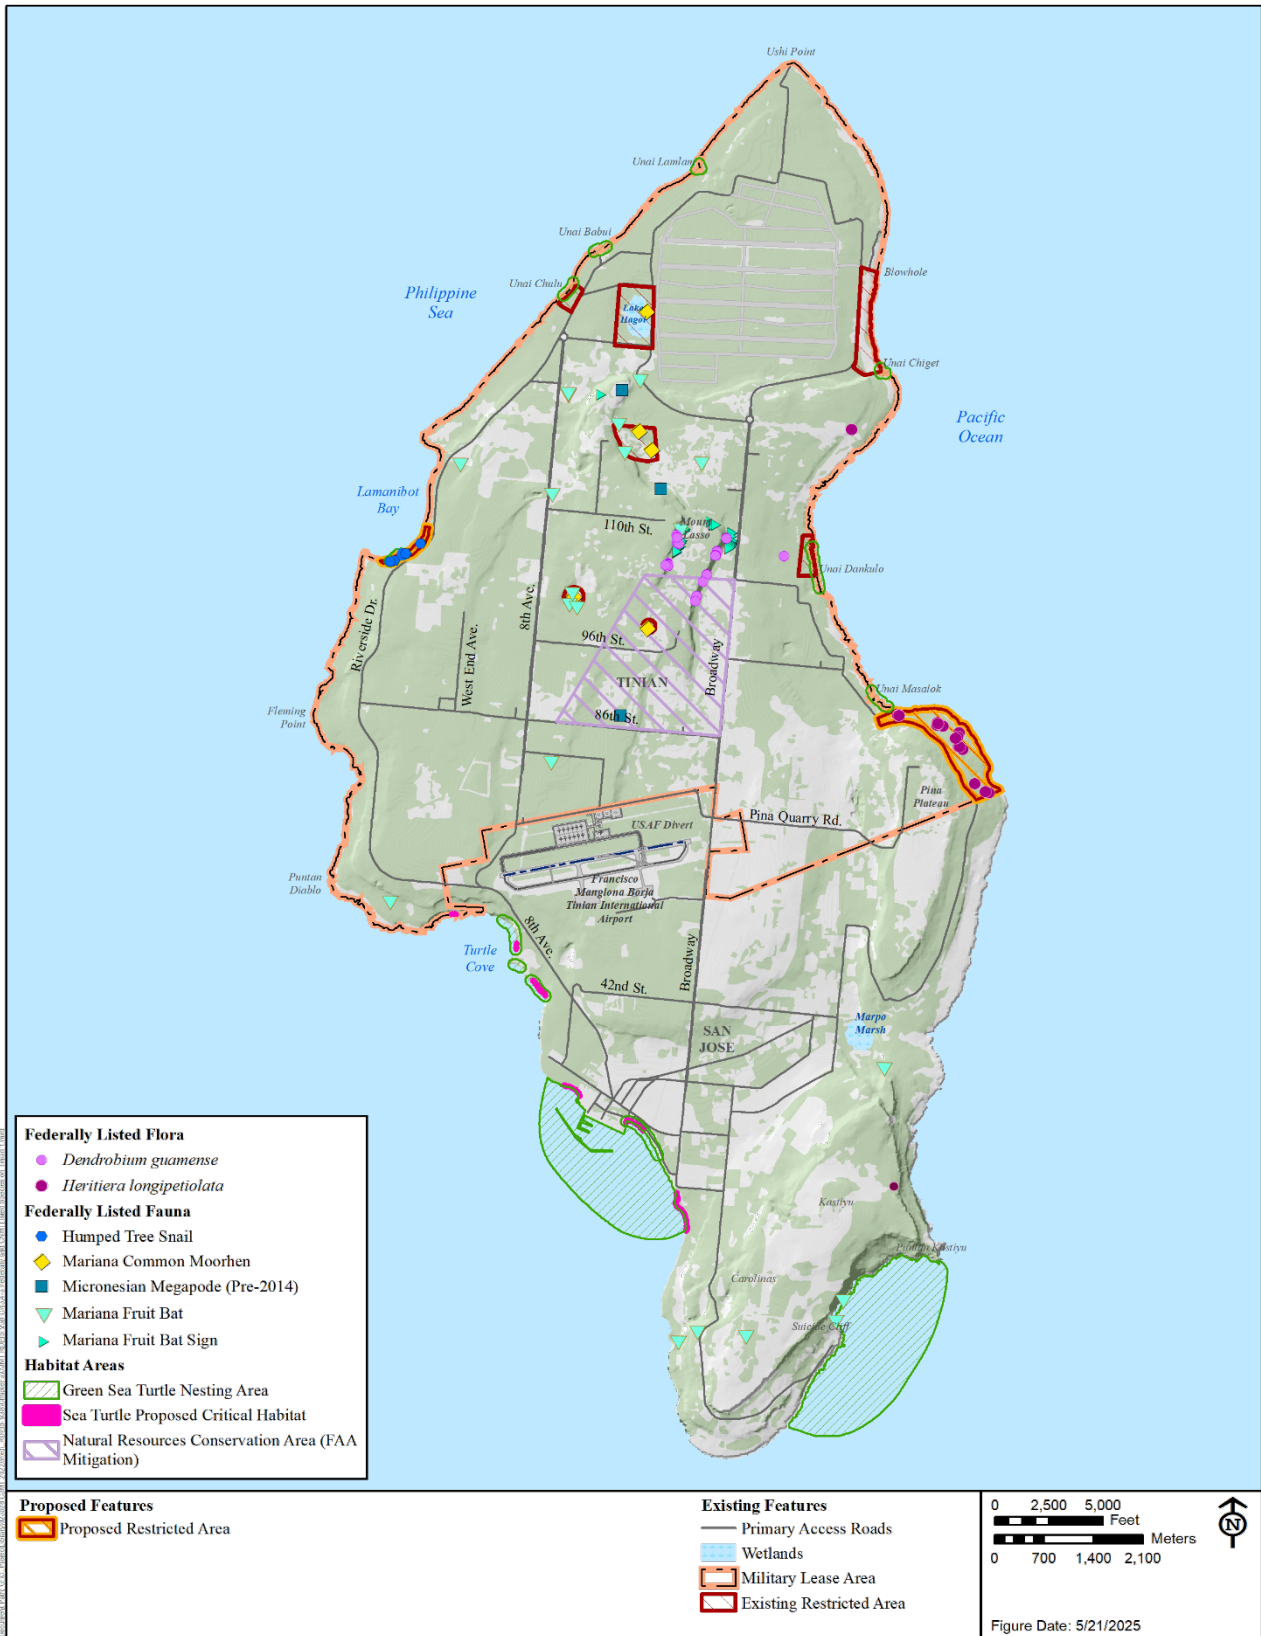 Ushi Point
Unai Lamlam
Unai Babui
Unai Chulu
Blowhole
Philippine
Sea
Lake
Hagoi
Unai Chiget
Pacific
Ocean
Lamanibot
Bay
110th St.
Mount
Lasso
Unai Dankulo
8th Ave.
Riverside Dr.
West End Ave.
96th St.
Broadway
TINIAN
Unai Masalok
Fleming
Point
86th St.
Pina
Plateau
Pina Quarry Rd.
USAF Divert
Puntan
Diablo
Francisco
Manglona Borja
Tinian International
Airport
8th Ave.
Turtle
Cove
Broadway
42nd St.
SAN
JOSE
Marpo
Marsh
Kastiyu
Puntan Kastiyu
Carolinas
Suicide Cliff
Federally Listed Flora
Dendrobium guamense
Heritiera longipetiolata
Federally Listed Fauna
Humped Tree Snail
Mariana Common Moorhen
Micronesian Megapode (Pre-2014)
Mariana Fruit Bat
Mariana Fruit Bat Sign
Habitat Areas
Green Sea Turtle Nesting Area
Sea Turtle Proposed Critical Habitat
Natural Resources Conservation Area (FAA
Mitigation)
Proposed Features
Proposed Restricted Area
Existing Features
Primary Access Roads
Wetlands
Military Lease Area
Existing Restricted Area
0 2,500 5,000
Feet
Meters
0 700 1,400 2,100
N
Figure Date: 5/21/2025